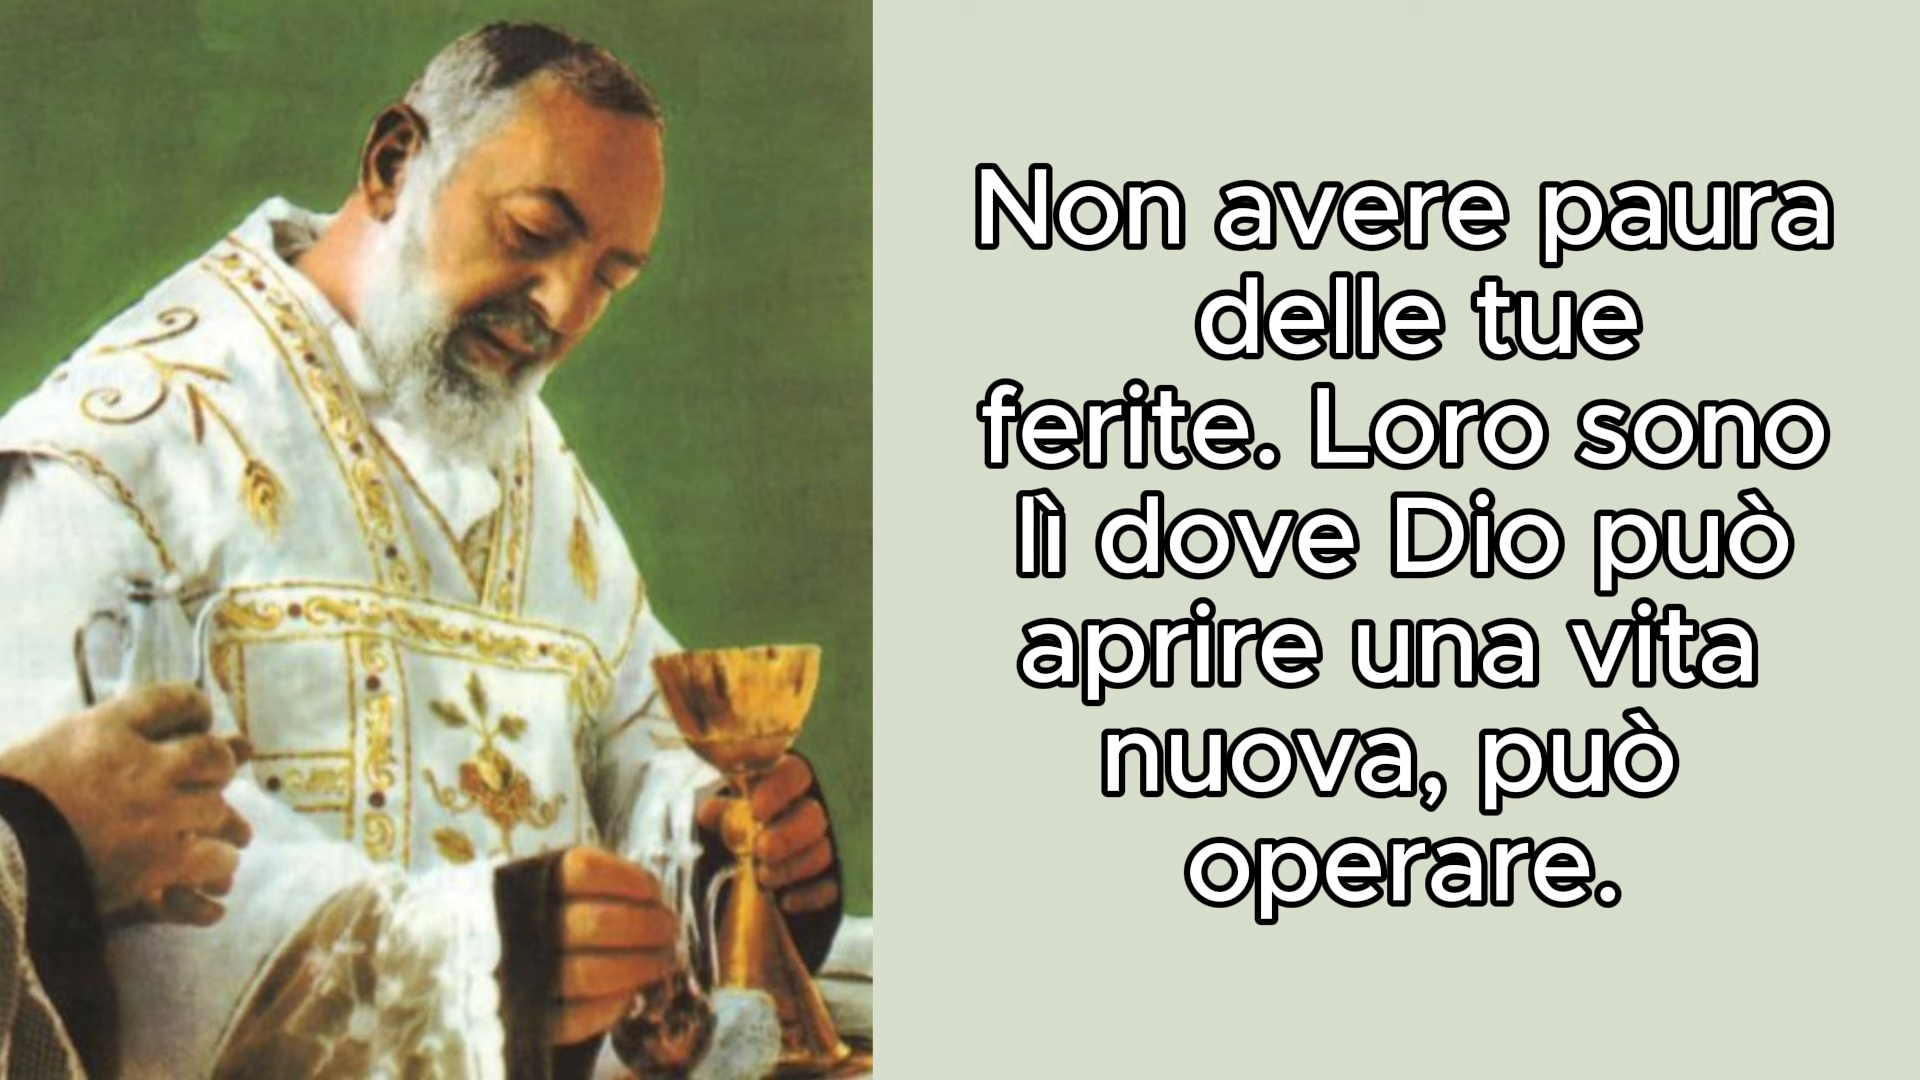 Non avere paura
delle tue
ferite. Loro sono
lì dove Dio può
aprire una vita
nuova, può
operare.